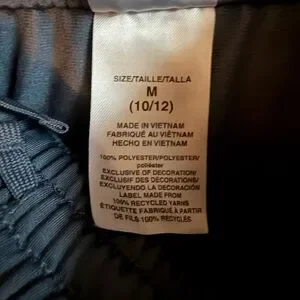 SIZE/TAILLE/TALLA
M
(10/12)
MADE IN VIETNAM
FABRIQUÉ AU VIÊTNAM
HECHO EN VIETNAM
100% POLYESTER/POLYESTER/
poliéster
EXCLUSIVE OF DECORATION/
EXCLUSIF DES DÉCORATIONS/
EXCLUYENDO LA DECORACIÓN
LABEL MADE FROM
100% RECYCLED YARNS
ÉTIQUETTE FABRIQUÉ À PARTIR
DE FILS 100% RECYCLÉS